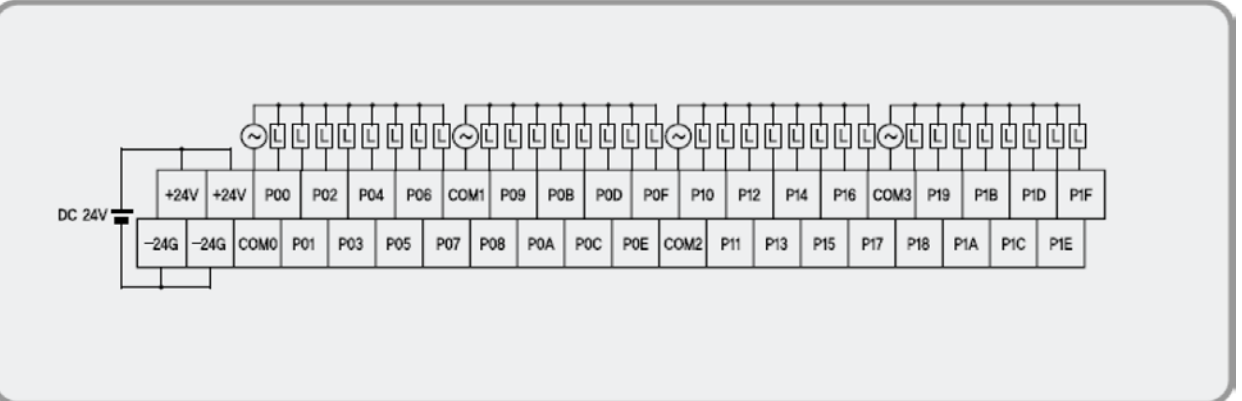 L L L L L L L L L L L L L L L L L L L L L L L L L L L L L L L L
+24V +24V P00 P02 P04 P06 COM1 P09 P0B P0D P0F P10 P12 P14 P16 COM3 P19 P1B P1D P1F
DC 24V
−24G −24G COM0 P01 P03 P05 P07 P08 P0A P0C P0E COM2 P11 P13 P15 P17 P18 P1A P1C P1E